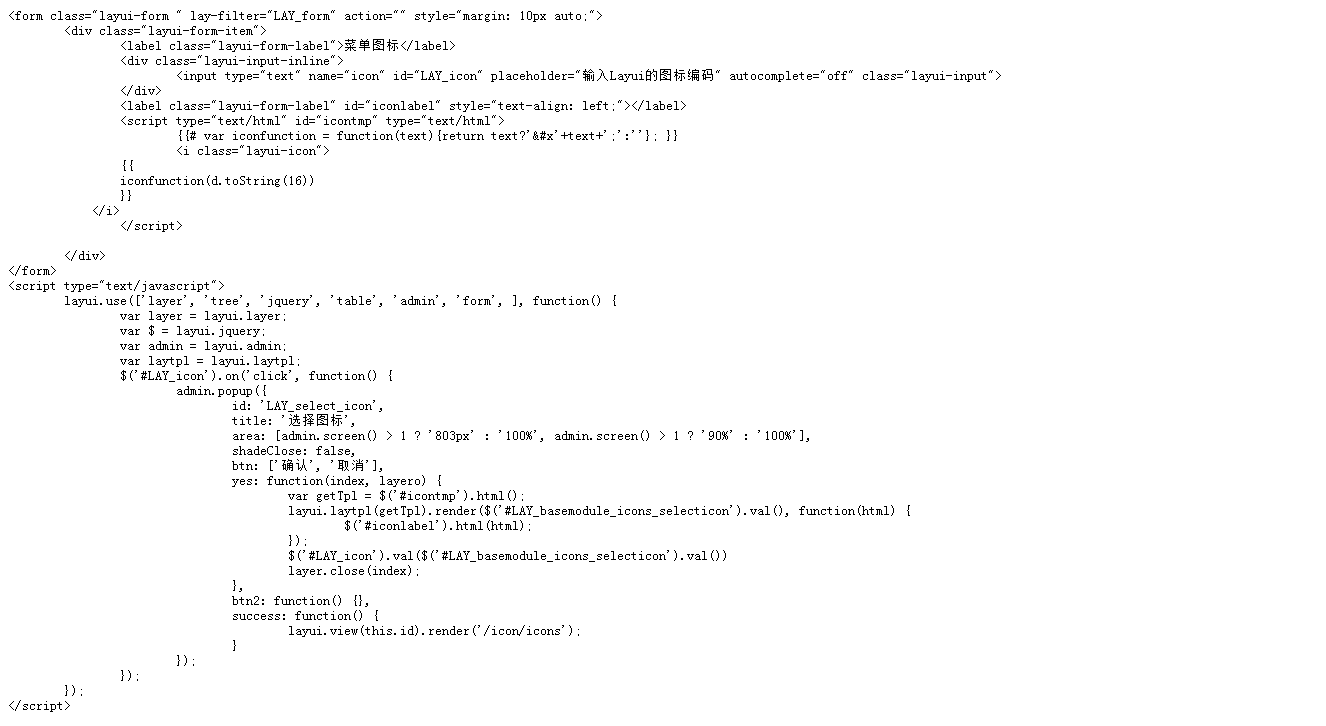 <form class="layui-form " lay-filter="LAY_form" action="" style="margin: 10px auto;">
        <div class="layui-form-item">
                <label class="layui-form-label">菜单图标</label>
                <div class="layui-input-inline">
                        <input type="text" name="icon" id="LAY_icon" placeholder="输入Layui的图标编码" autocomplete="off" class="layui-input">
                </div>
                <label class="layui-form-label" id="iconlabel" style="text-align: left;"></label>
                <script type="text/html" id="icontmp" type="text/html">
                        {{# var iconfunction = function(text){return text?'&#x'+text+';':''}; }}
                        <i class="layui-icon">
                {{
                iconfunction(d.toString(16))
                }}
            </i>
                </script>
        </div>
</form>
<script type="text/javascript">
        layui.use(['layer', 'tree', 'jquery', 'table', 'admin', 'form', ], function() {
                var layer = layui.layer;
                var $ = layui.jquery;
                var admin = layui.admin;
                var laytpl = layui.laytpl;
                $('#LAY_icon').on('click', function() {
                        admin.popup({
                                id: 'LAY_select_icon',
                                title: '选择图标',
                                area: [admin.screen() > 1 ? '803px' : '100%', admin.screen() > 1 ? '90%' : '100%'],
                                shadeClose: false,
                                btn: ['确认', '取消'],
                                yes: function(index, layero) {
                                        var getTpl = $('#icontmp').html();
                                        layui.laytpl(getTpl).render($('#LAY_basemodule_icons_selecticon').val(), function(html) {
                                                $('#iconlabel').html(html);
                                        });
                                        $('#LAY_icon').val($('#LAY_basemodule_icons_selecticon').val())
                                        layer.close(index);
                                },
                                btn2: function() {},
                                success: function() {
                                        layui.view(this.id).render('/icon/icons');
                                }
                        });
                });
        });
</script>